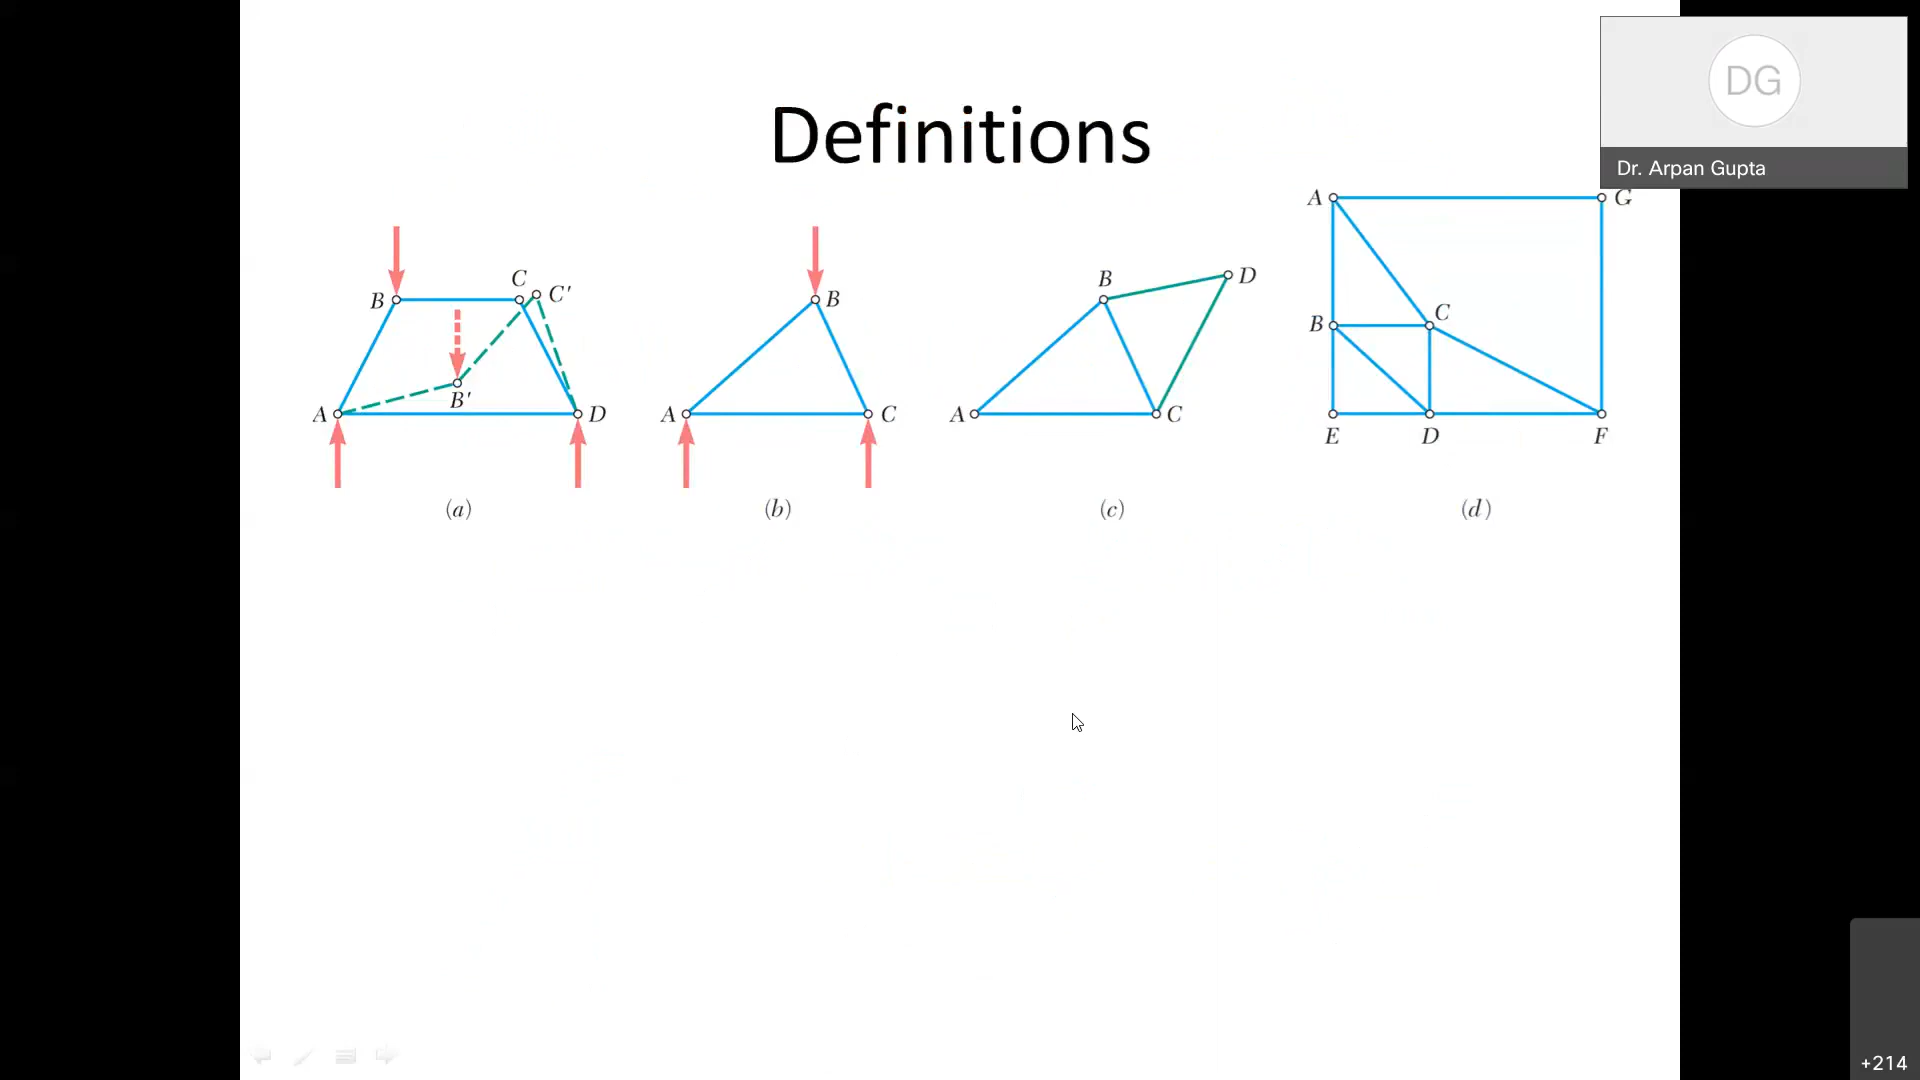 Definitions
DG
Dr. Arpan Gupta
B C C′
B′
A D
(a)
B
A C
(b)
B D
A C
(c)
A G
B C
E D F
(d)
+214